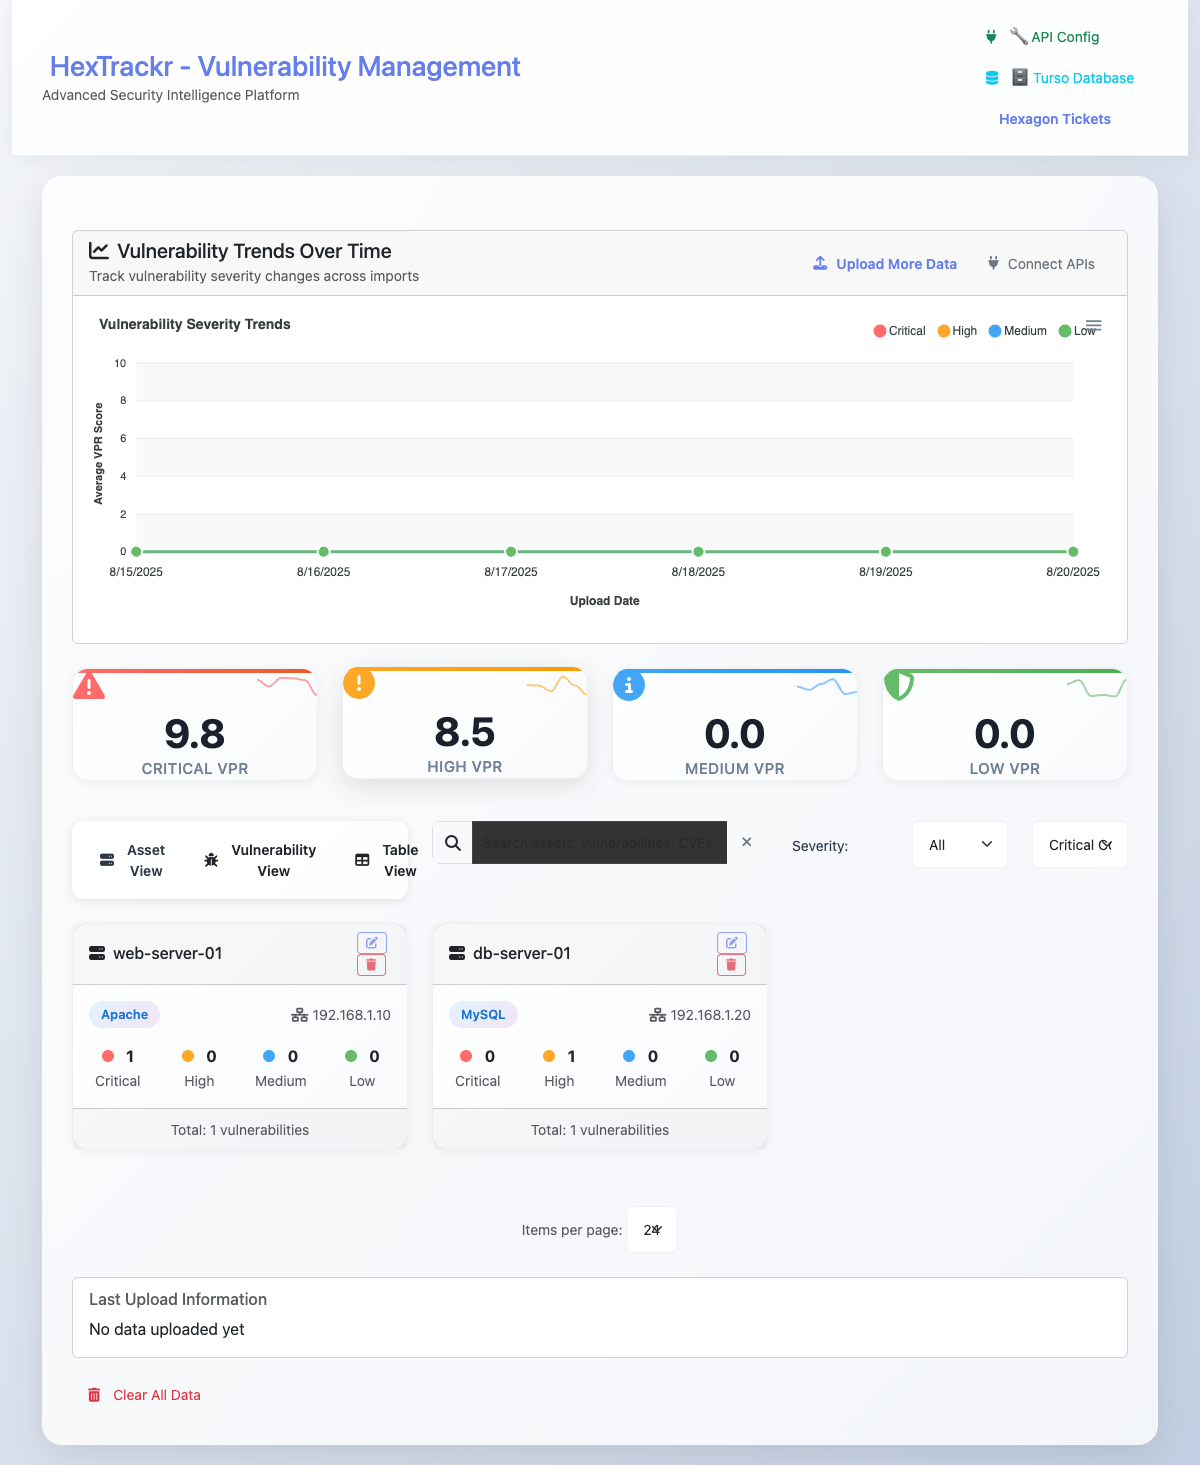 🔧 API Config
HexTrackr - Vulnerability Management
Advanced Security Intelligence Platform
🗄️ Turso Database
Hexagon Tickets
Vulnerability Trends Over Time
Track vulnerability severity changes across imports
Upload More Data
Connect APIs
Vulnerability Severity Trends
Critical High Medium Low
10
8
6
4
2
0
Average VPR Score
8/15/2025 8/16/2025 8/17/2025 8/18/2025 8/19/2025 8/20/2025
Upload Date
9.8
CRITICAL VPR
8.5
HIGH VPR
0.0
MEDIUM VPR
0.0
LOW VPR
Asset
View
Vulnerability
View
Table
View
Search assets, vulnerabilities, CVEs.
Severity:
All
Critical
web-server-01
Apache
192.168.1.10
1 0 0 0
Critical High Medium Low
Total: 1 vulnerabilities
db-server-01
MySQL
192.168.1.20
0 1 0 0
Critical High Medium Low
Total: 1 vulnerabilities
Items per page: 24
Last Upload Information
No data uploaded yet
Clear All Data